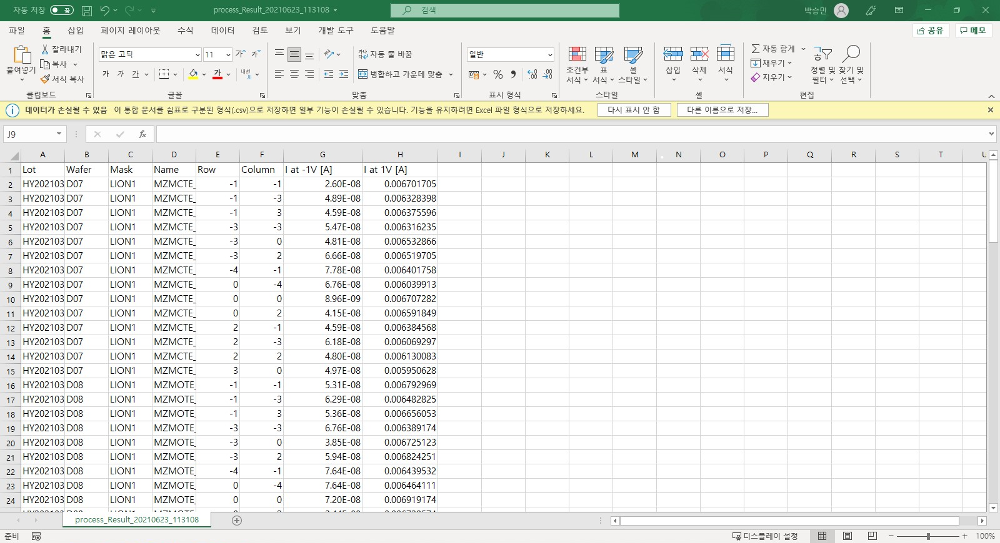 자동 저장 끔 process_Result_20210623_113108 검색 박승민
파일 홈 삽입 페이지 레이아웃 수식 데이터 검토 보기 개발 도구 도움말 공유 메모
붙여넣기 잘라내기 복사 서식 복사 클립보드
맑은 고딕 11 가 가 가 가 가 가 글꼴
자동 줄 바꿈 병합하고 가운데 맞춤 맞춤
일반 표시 형식
조건부 서식 표 서식 셀 스타일 스타일
삽입 삭제 서식 셀
자동 합계 채우기 지우기 정렬 및 필터 찾기 및 선택 편집
데이터가 손실될 수 있음 이 통합 문서를 쉼표로 구분된 형식(.csv)으로 저장하면 일부 기능이 손실될 수 있습니다. 기능을 유지하려면 Excel 파일 형식으로 저장하세요. 다시 표시 안 함 다른 이름으로 저장...
J9 fx
A B C D E F G H I J K L M N O P Q R S T U
1 Lot Wafer Mask Name Row Column I at -1V [A] I at 1V [A]
2 HY202103 D07 LION1 MZMCTE_ -1 -1 2.60E-08 0.006701705
3 HY202103 D07 LION1 MZMCTE_ -1 -3 4.89E-08 0.006328398
4 HY202103 D07 LION1 MZMCTE_ -1 3 4.59E-08 0.006375596
5 HY202103 D07 LION1 MZMCTE_ -3 -3 5.47E-08 0.006316235
6 HY202103 D07 LION1 MZMCTE_ -3 0 4.81E-08 0.006532866
7 HY202103 D07 LION1 MZMCTE_ -3 2 6.66E-08 0.006519705
8 HY202103 D07 LION1 MZMCTE_ -4 -1 7.78E-08 0.006401758
9 HY202103 D07 LION1 MZMCTE_ 0 -4 6.76E-08 0.006039913
10 HY202103 D07 LION1 MZMCTE_ 0 0 8.96E-09 0.006707282
11 HY202103 D07 LION1 MZMCTE_ 0 2 4.15E-08 0.006591849
12 HY202103 D07 LION1 MZMCTE_ 2 -1 4.59E-08 0.006384568
13 HY202103 D07 LION1 MZMCTE_ 2 -3 6.18E-08 0.006069297
14 HY202103 D07 LION1 MZMCTE_ 2 2 4.80E-08 0.006130083
15 HY202103 D07 LION1 MZMCTE_ 3 0 4.97E-08 0.005950628
16 HY202103 D08 LION1 MZMOTE_ -1 -1 5.31E-08 0.006792969
17 HY202103 D08 LION1 MZMOTE_ -1 -3 6.29E-08 0.006482825
18 HY202103 D08 LION1 MZMOTE_ -1 3 5.36E-08 0.006656053
19 HY202103 D08 LION1 MZMOTE_ -3 -3 6.76E-08 0.006389174
20 HY202103 D08 LION1 MZMOTE_ -3 0 3.85E-08 0.006725123
21 HY202103 D08 LION1 MZMOTE_ -3 2 5.94E-08 0.006824251
22 HY202103 D08 LION1 MZMOTE_ -4 -1 7.64E-08 0.006439532
23 HY202103 D08 LION1 MZMOTE_ 0 -4 7.64E-08 0.006464111
24 HY202103 D08 LION1 MZMOTE_ 0 0 7.20E-08 0.006919174
process_Result_20210623_113108
준비 디스플레이 설정 100%